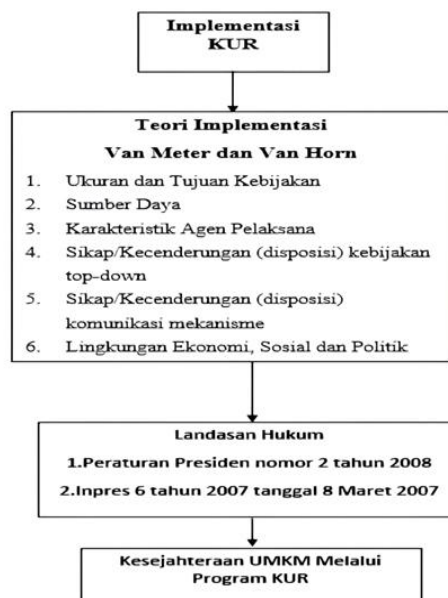 Implementasi
KUR
Teori Implementasi
Van Meter dan Van Horn
1. Ukuran dan Tujuan Kebijakan
2. Sumber Daya
3. Karakteristik Agen Pelaksana
4. Sikap/Kecenderungan (disposisi) kebijakan
top-down
5. Sikap/Kecenderungan (disposisi)
komunikasi mekanisme
6. Lingkungan Ekonomi, Sosial dan Politik
Landasan Hukum
1.Peraturan Presiden nomor 2 tahun 2008
2.Inpres 6 tahun 2007 tanggal 8 Maret 2007
Kesejahteraan UMKM Melalui
Program KUR